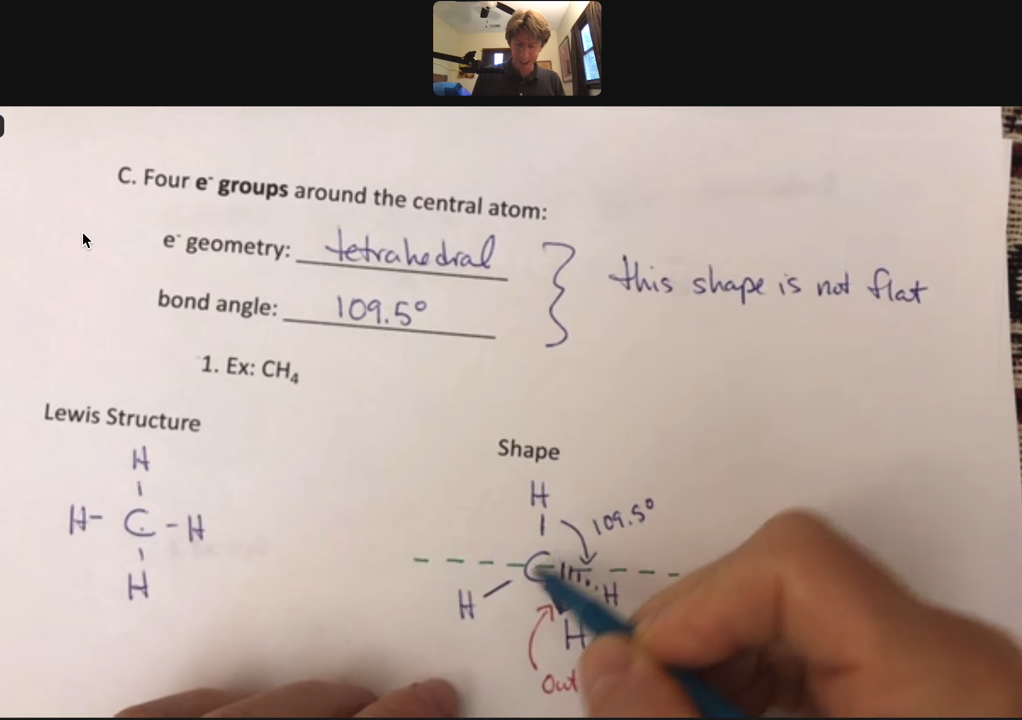 C. Four e⁻ groups around the central atom:
e⁻ geometry: tetrahedral
bond angle: 109.5°
this shape is not flat
1. Ex: CH₄
Lewis Structure
H
H - C - H
H
Shape
H
109.5°
C
H
H
H
Out